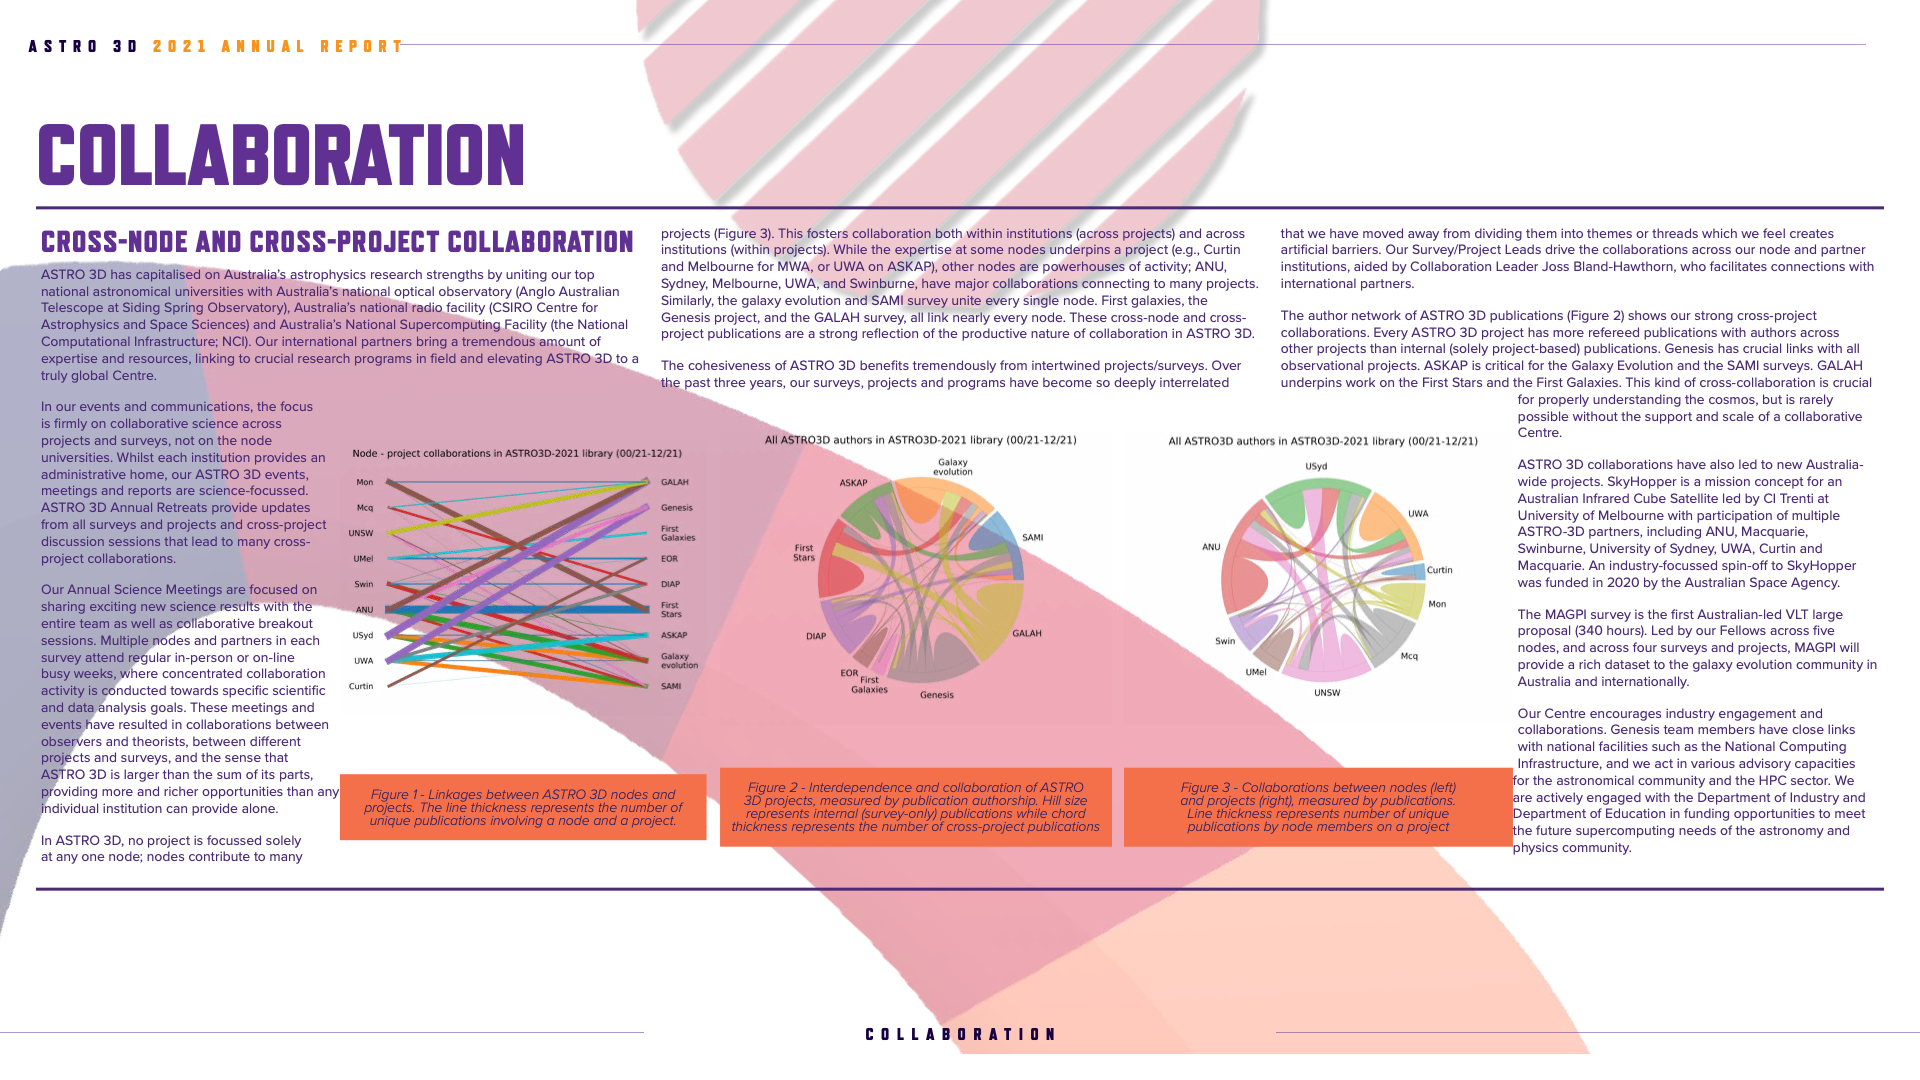 ASTRO 3D 2021 ANNUAL REPORT
COLLABORATION
CROSS-NODE AND CROSS-PROJECT COLLABORATION
ASTRO 3D has capitalised on Australia's astrophysics research strengths by uniting our top
national astronomical universities with Australia's national optical observatory (Anglo Australian
Telescope at Siding Spring Observatory), Australia's national radio facility (CSIRO Centre for
Astrophysics and Space Sciences) and Australia's National Supercomputing Facility (the National
Computational Infrastructure; NCI). Our international partners bring a tremendous amount of
expertise and resources, linking to crucial research programs in field and elevating ASTRO 3D to a
truly global Centre.
In our events and communications, the focus
is firmly on collaborative science across
projects and surveys, not on the node
universities. Whilst each institution provides an
administrative home, our ASTRO 3D events,
meetings and reports are science-focussed.
ASTRO 3D Annual Retreats provide updates
from all surveys and projects and cross-project
discussion sessions that lead to many cross-
project collaborations.
Our Annual Science Meetings are focused on
sharing exciting new science results with the
entire team as well as collaborative breakout
sessions. Multiple nodes and partners in each
survey attend regular in-person or on-line
busy weeks, where concentrated collaboration
activity is conducted towards specific scientific
and data analysis goals. These meetings and
events have resulted in collaborations between
observers and theorists, between different
projects and surveys, and the sense that
ASTRO 3D is larger than the sum of its parts,
providing more and richer opportunities than any
individual institution can provide alone.
In ASTRO 3D, no project is focussed solely
at any one node; nodes contribute to many
projects (Figure 3). This fosters collaboration both within institutions (across projects) and across
institutions (within projects). While the expertise at some nodes underpins a project (e.g., Curtin
and Melbourne for MWA, or UWA on ASKAP), other nodes are powerhouses of activity; ANU,
Sydney, Melbourne, UWA, and Swinburne, have major collaborations connecting to many projects.
Similarly, the galaxy evolution and SAMI survey unite every single node. First galaxies, the
Genesis project, and the GALAH survey, all link nearly every node. These cross-node and cross-
project publications are a strong reflection of the productive nature of collaboration in ASTRO 3D.
The cohesiveness of ASTRO 3D benefits tremendously from intertwined projects/surveys. Over
the past three years, our surveys, projects and programs have become so deeply interrelated
that we have moved away from dividing them into themes or threads which we feel creates
artificial barriers. Our Survey/Project Leads drive the collaborations across our node and partner
institutions, aided by Collaboration Leader Joss Bland-Hawthorn, who facilitates connections with
international partners.
The author network of ASTRO 3D publications (Figure 2) shows our strong cross-project
collaborations. Every ASTRO 3D project has more refereed publications with authors across
other projects than internal (solely project-based) publications. Genesis has crucial links with all
observational projects. ASKAP is critical for the Galaxy Evolution and the SAMI surveys. GALAH
underpins work on the First Stars and the First Galaxies. This kind of cross-collaboration is crucial
for properly understanding the cosmos, but is rarely
possible without the support and scale of a collaborative
Centre.
ASTRO 3D collaborations have also led to new Australia-
wide projects. SkyHopper is a mission concept for an
Australian Infrared Cube Satellite led by CI Trenti at
University of Melbourne with participation of multiple
ASTRO-3D partners, including ANU, Macquarie,
Swinburne, University of Sydney, UWA, Curtin and
Macquarie. An industry-focussed spin-off to SkyHopper
was funded in 2020 by the Australian Space Agency.
The MAGPI survey is the first Australian-led VLT large
proposal (340 hours). Led by our Fellows across five
nodes, and across four surveys and projects, MAGPI will
provide a rich dataset to the galaxy evolution community in
Australia and internationally.
Our Centre encourages industry engagement and
collaborations. Genesis team members have close links
with national facilities such as the National Computing
Infrastructure, and we act in various advisory capacities
for the astronomical community and the HPC sector. We
are actively engaged with the Department of Industry and
Department of Education in funding opportunities to meet
the future supercomputing needs of the astronomy and
physics community.
Node - project collaborations in ASTRO3D-2021 library (00/21-12/21)
Mon
Mcq
UNSW
UMel
Swin
ANU
USyd
UWA
Curtin
GALAH
Genesis
First
Galaxies
EOR
DIAP
First
Stars
ASKAP
Galaxy
evolution
SAMI
Figure 1 - Linkages between ASTRO 3D nodes and
projects. The line thickness represents the number of
unique publications involving a node and a project.
All ASTRO3D authors in ASTRO3D-2021 library (00/21-12/21)
Galaxy
evolution
ASKAP
SAMI
First
Stars
GALAH
DIAP
EOR
First
Galaxies
Genesis
Figure 2 - Interdependence and collaboration of ASTRO
3D projects, measured by publication authorship. Hill size
represents internal (survey-only) publications while chord
thickness represents the number of cross-project publications
All ASTRO3D authors in ASTRO3D-2021 library (00/21-12/21)
USyd
UWA
ANU
Curtin
Mon
Swin
Mcq
UMel
UNSW
Figure 3 - Collaborations between nodes (left)
and projects (right), measured by publications.
Line thickness represents number of unique
publications by node members on a project
COLLABORATION